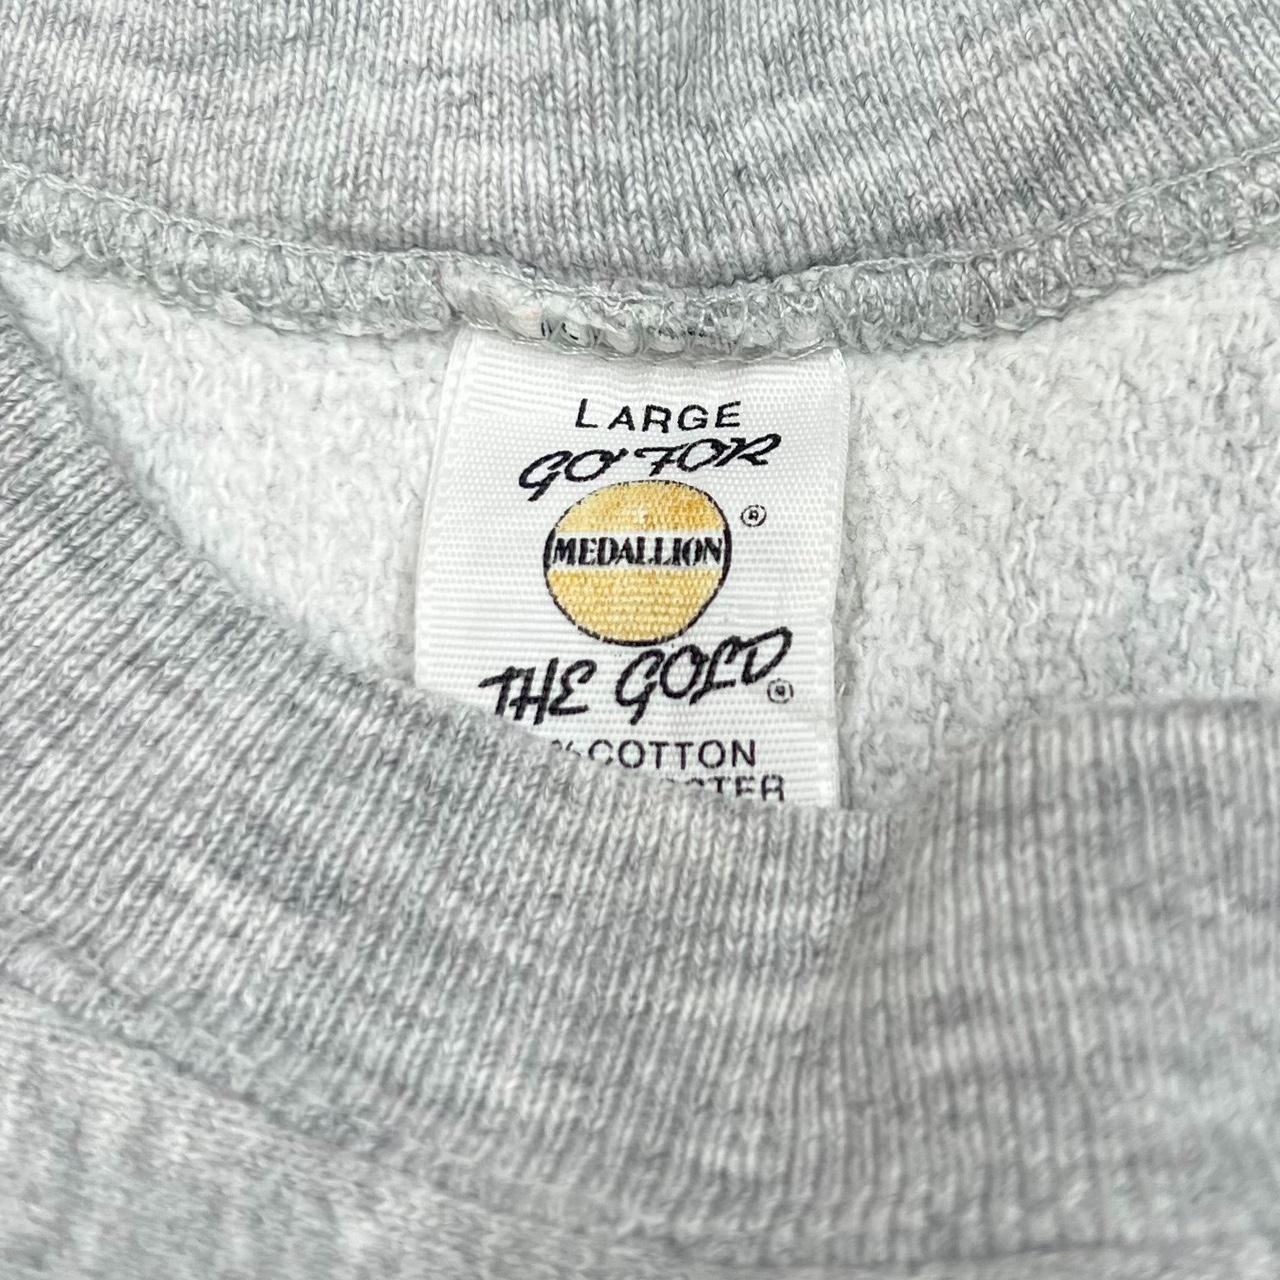 LARGE
GO FOR
MEDALLION ®
THE GOLD ®
% COTTON